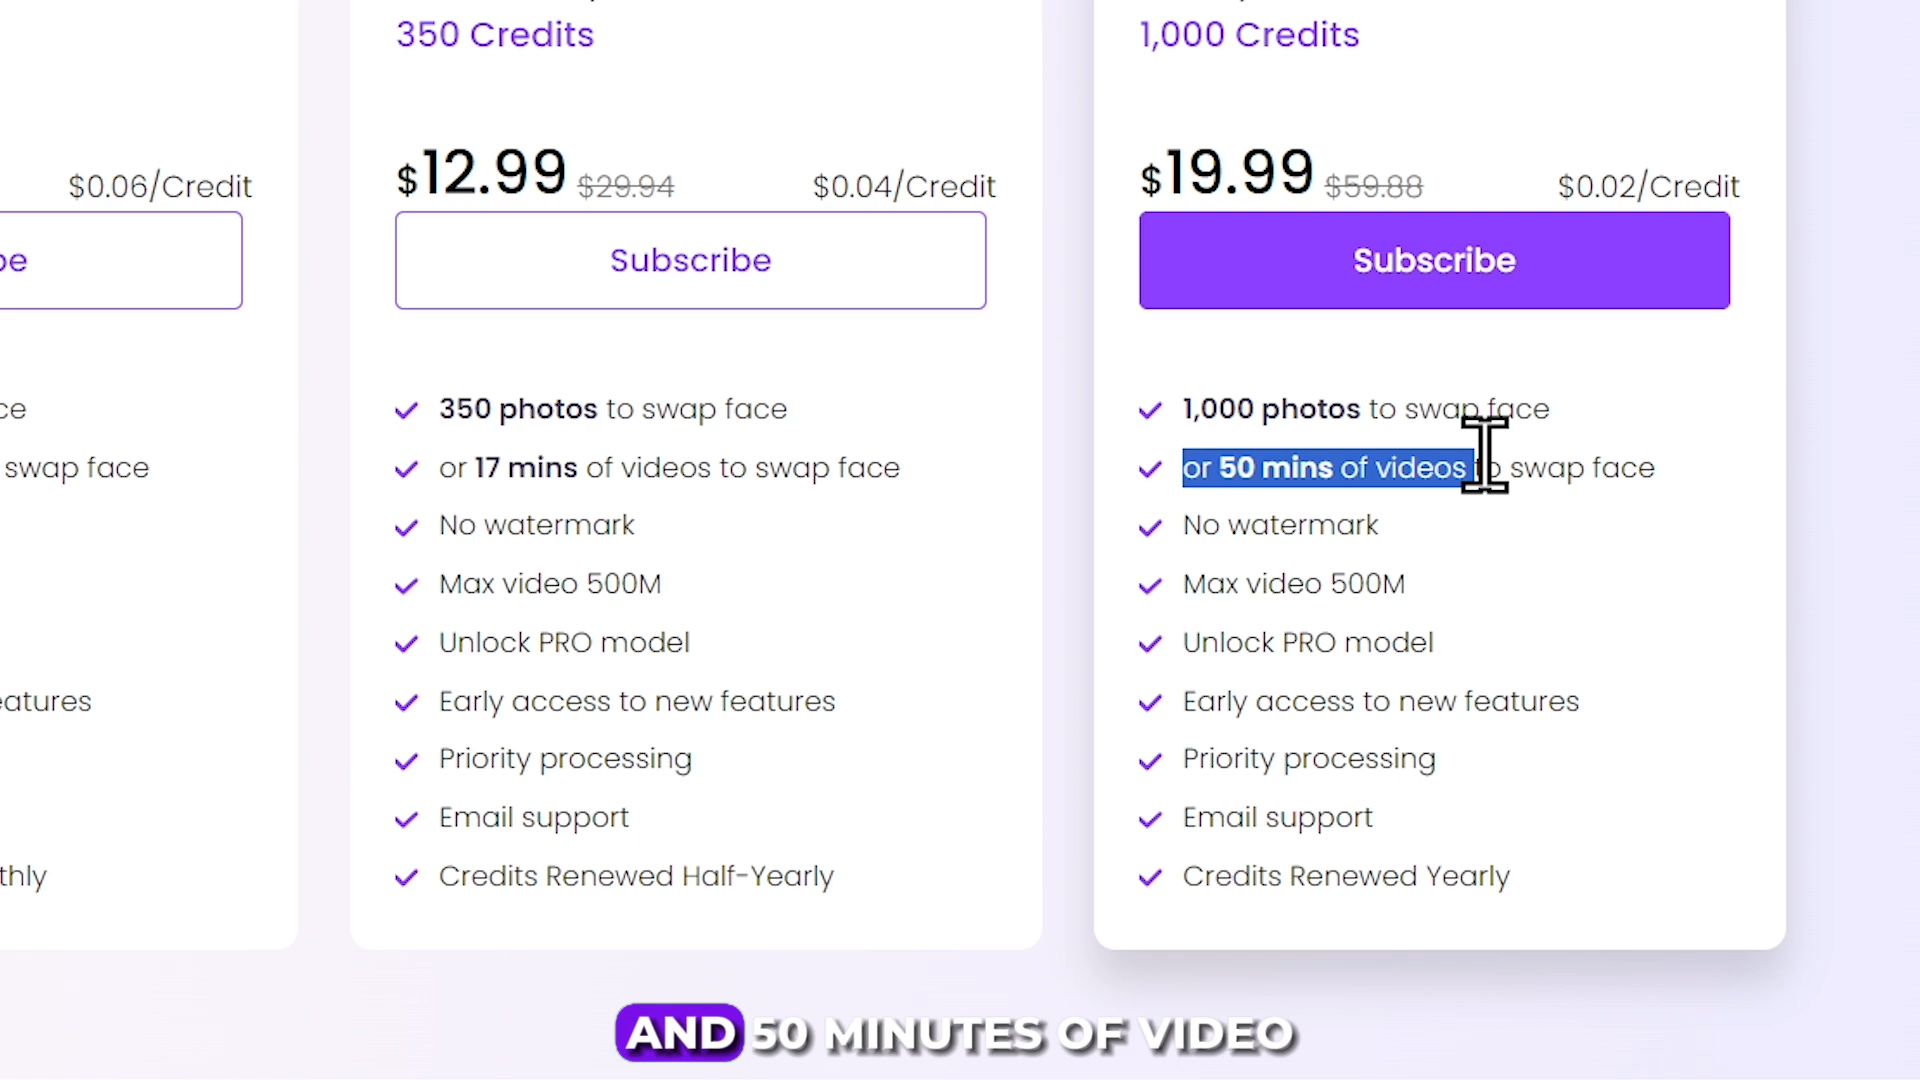 $0.06/Credit
be
ce
swap face
eatures
thly
350 Credits
$12.99 $29.94 $0.04/Credit
Subscribe
350 photos to swap face
or 17 mins of videos to swap face
No watermark
Max video 500M
Unlock PRO model
Early access to new features
Priority processing
Email support
Credits Renewed Half-Yearly
1,000 Credits
$19.99 $59.88 $0.02/Credit
Subscribe
1,000 photos to swap face
or 50 mins of videos to swap face
No watermark
Max video 500M
Unlock PRO model
Early access to new features
Priority processing
Email support
Credits Renewed Yearly
AND 50 MINUTES OF VIDEO